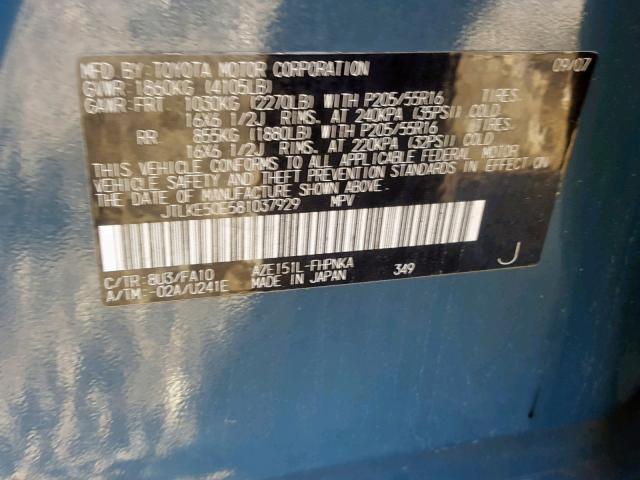 MFD. BY: TOYOTA MOTOR CORPORATION 09/07
GVWR: 1860KG (4105LB)
GAWR: FRT 1030KG (2270LB) WITH P205/55R16 TIRES.
16X6 1/2J RIMS. AT 240KPA (35PSI) COLD.
RR 855KG (1880LB) WITH P205/55R16 TIRES.
16X6 1/2J RIMS. AT 220KPA (32PSI) COLD.
THIS VEHICLE CONFORMS TO ALL APPLICABLE FEDERAL MOTOR
VEHICLE SAFETY AND THEFT PREVENTION STANDARDS IN EFFECT ON
THE DATE OF MANUFACTURE SHOWN ABOVE.
JTLKE50E581037929 MPV
C/TR: 8U3/FA10 AZE151L-FHPNKA 349 J
A/TM: -02A/U241E MADE IN JAPAN